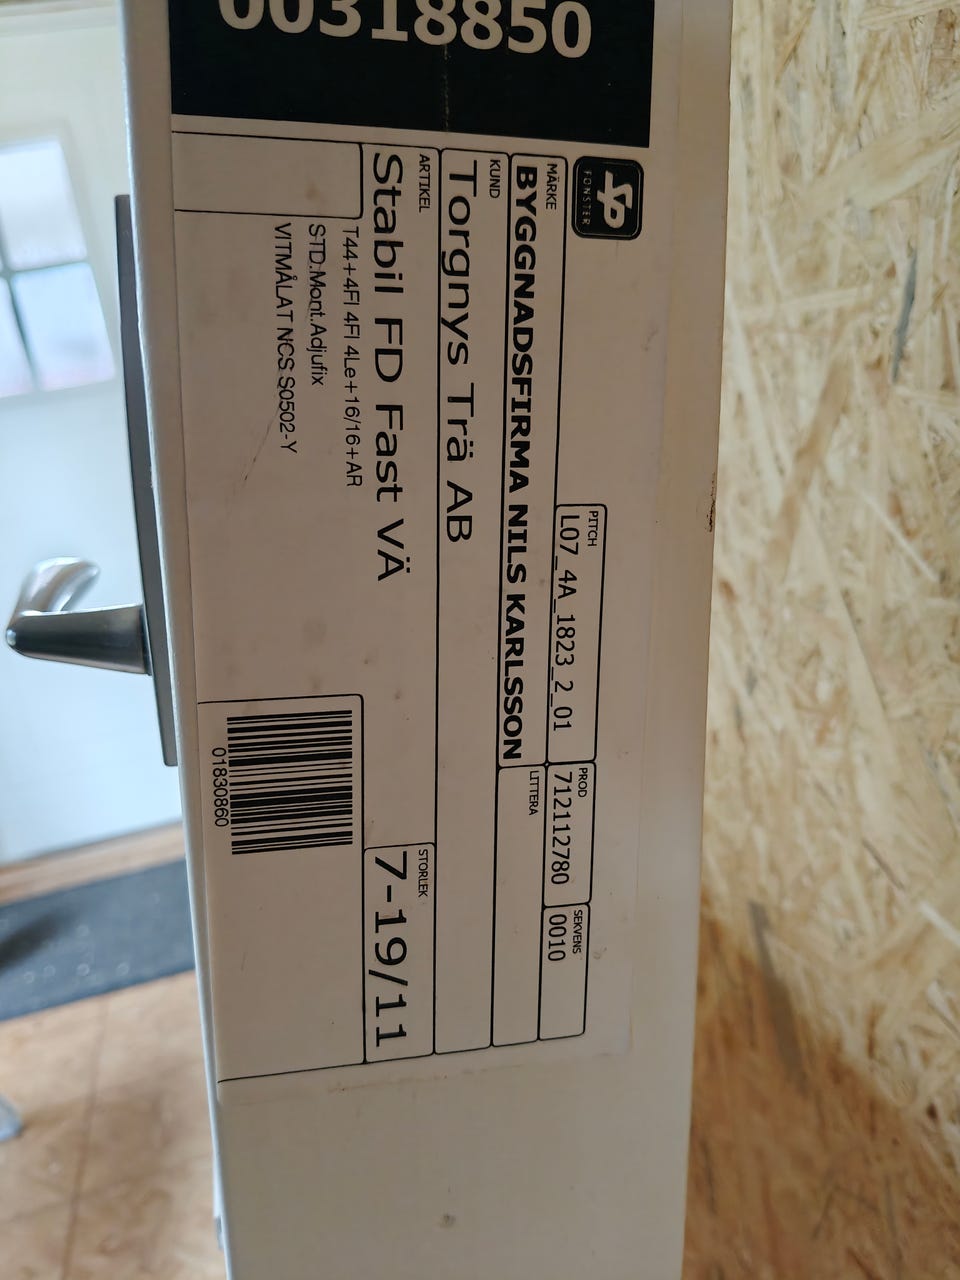 00318850
SP
FÖNSTER
PITCH
L07_4A_1823_2_01
PROD
712112780
SEKVENS
0010
MÄRKE
BYGGNADSFIRMA NILS KARLSSON
LITTERA
KUND
Torgnys Trä AB
ARTIKEL
Stabil FD Fast VÄ
STORLEK
7-19/11
T44+4FI 4FI 4Le+16/16+AR
STD:Mont.Adjufix
VITMÅLAT NCS S0502-Y
01830860